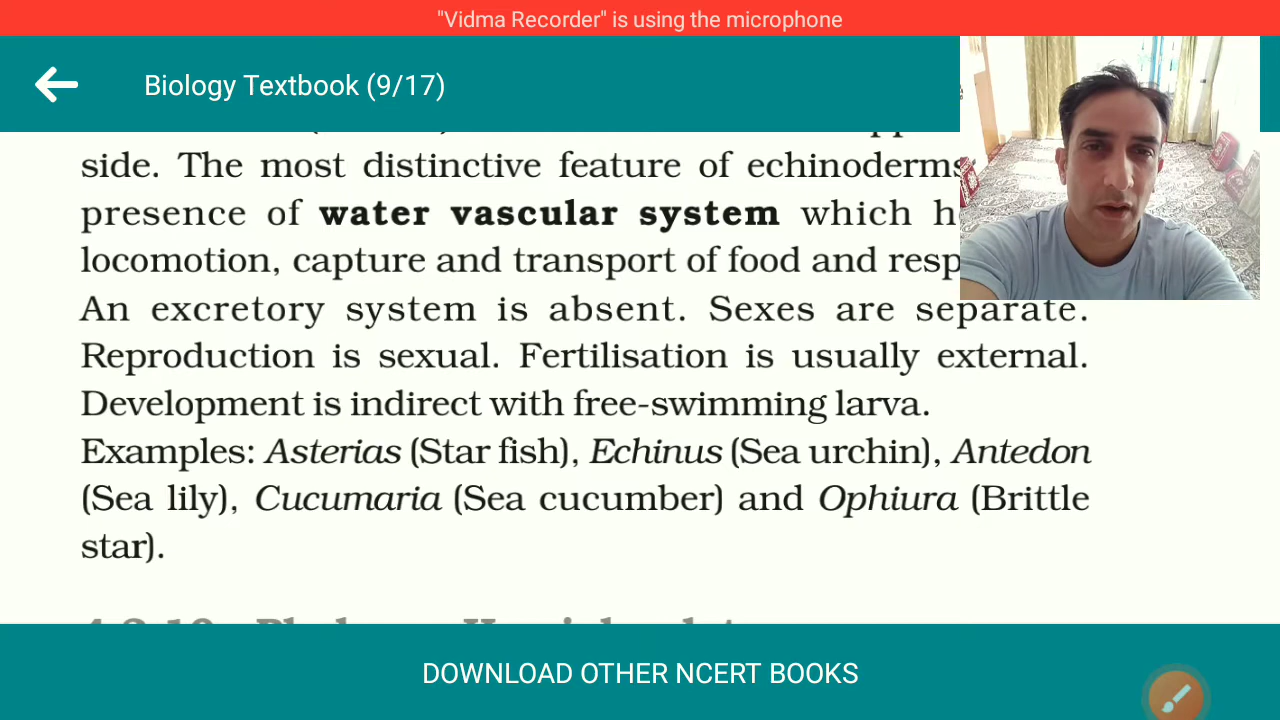 "Vidma Recorder" is using the microphone
Biology Textbook (9/17)
side. The most distinctive feature of echinoderms
presence of water vascular system which
locomotion, capture and transport of food and
An excretory system is absent. Sexes are separate.
Reproduction is sexual. Fertilisation is usually external.
Development is indirect with free-swimming larva.
Examples: Asterias (Star fish), Echinus (Sea urchin), Antedon
(Sea lily), Cucumaria (Sea cucumber) and Ophiura (Brittle
star).
DOWNLOAD OTHER NCERT BOOKS